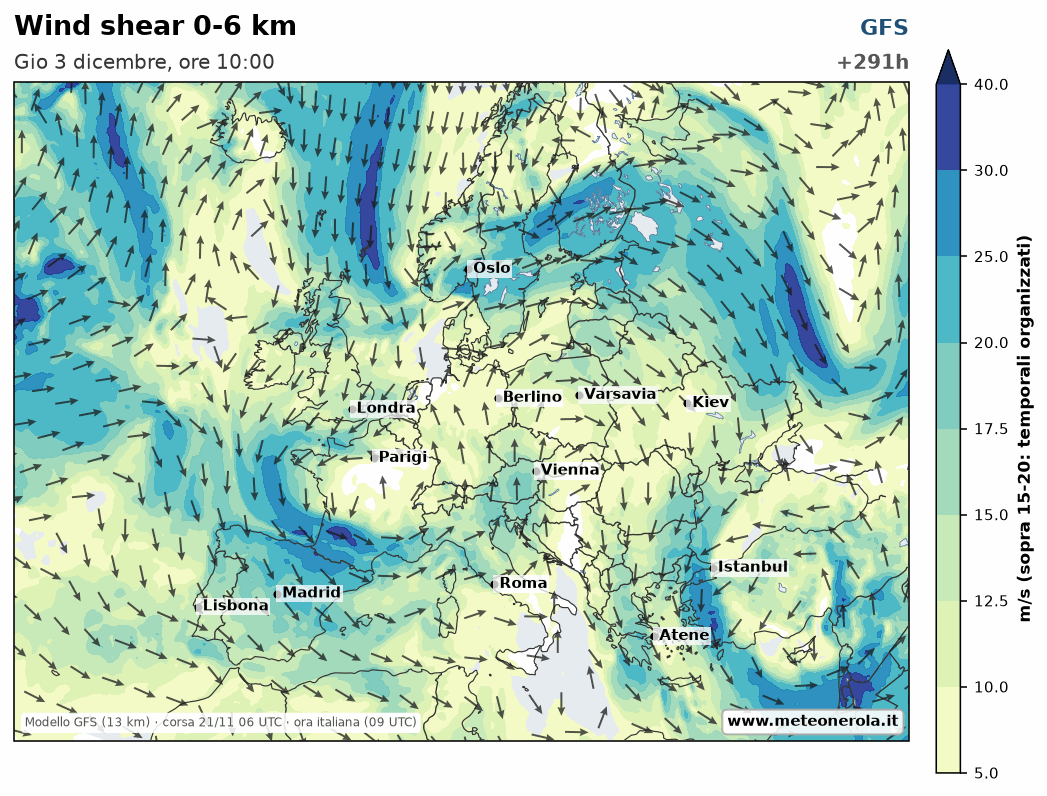 Wind shear 0-6 km
GFS
Gio 3 dicembre, ore 10:00
+291h
40.0
30.0
25.0
20.0
17.5
15.0
12.5
10.0
5.0
m/s (sopra 15-20: temporali organizzati)
Oslo
Berlino
Varsavia
Kiev
Londra
Parigi
Vienna
Istanbul
Roma
Madrid
Lisbona
Atene
Modello GFS (13 km) · corsa 21/11 06 UTC · ora italiana (09 UTC)
www.meteonerola.it